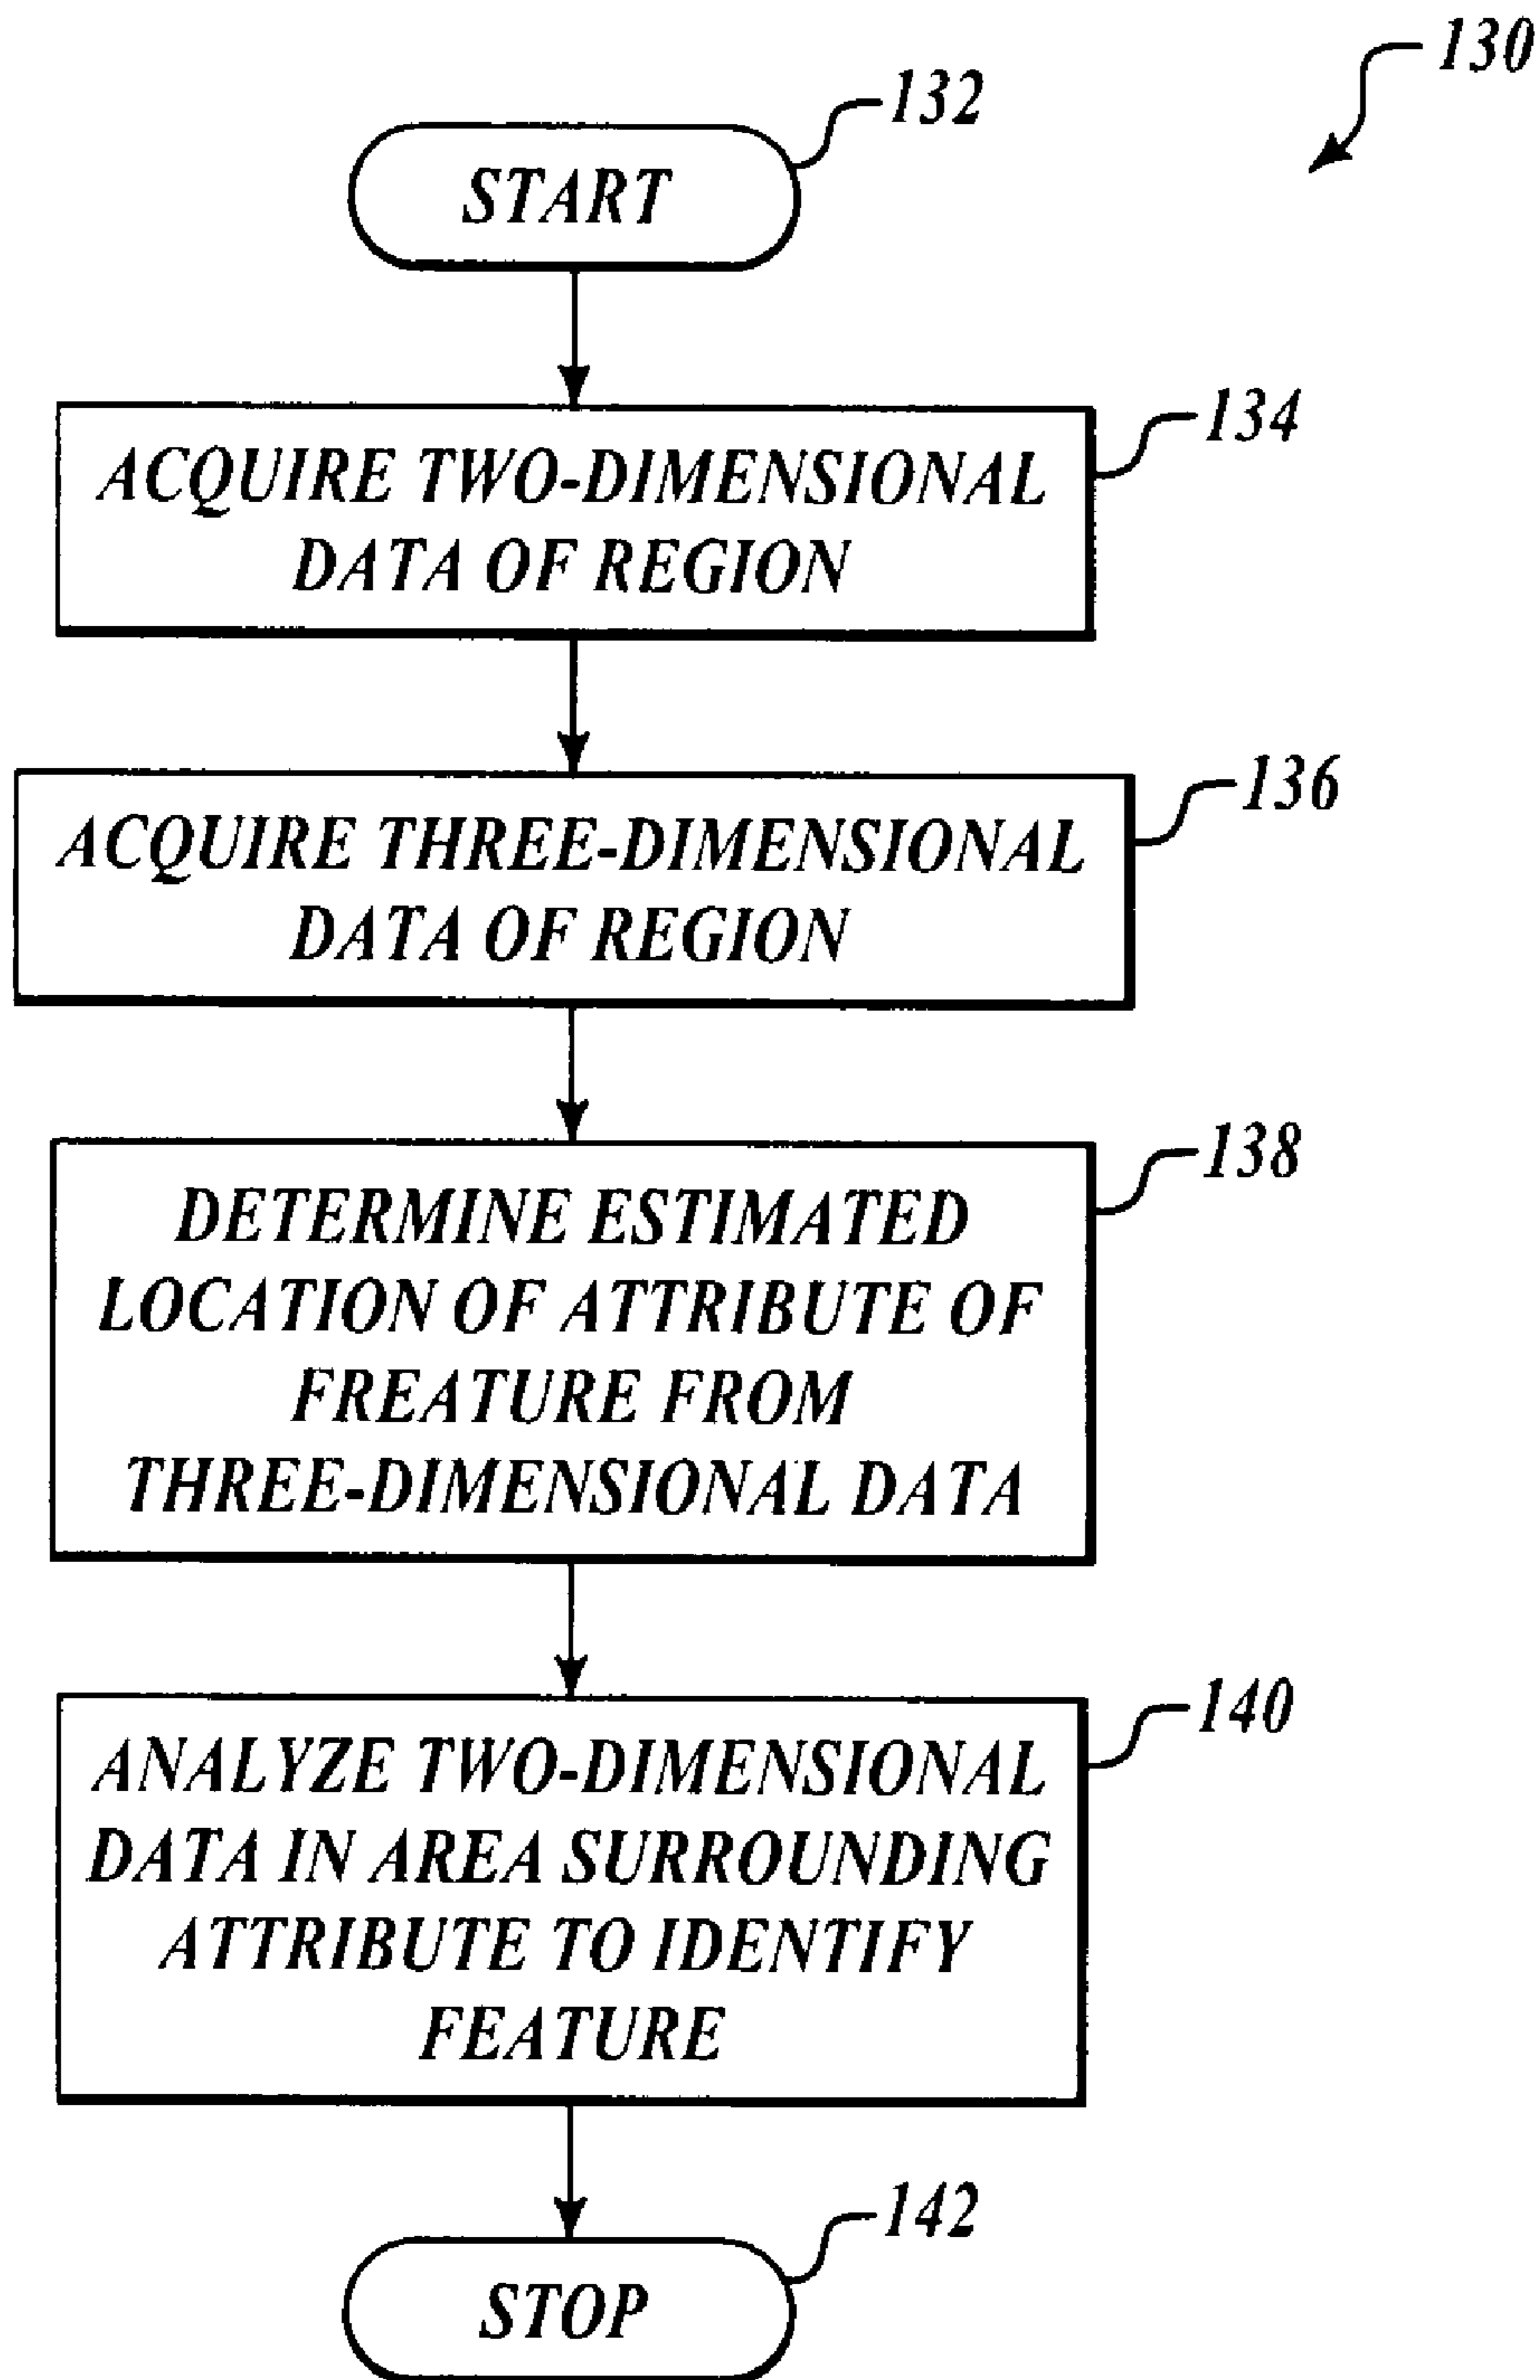 130
132
START
134
ACQUIRE TWO-DIMENSIONAL
DATA OF REGION
136
ACQUIRE THREE-DIMENSIONAL
DATA OF REGION
138
DETERMINE ESTIMATED
LOCATION OF ATTRIBUTE OF
FREATURE FROM
THREE-DIMENSIONAL DATA
140
ANALYZE TWO-DIMENSIONAL
DATA IN AREA SURROUNDING
ATTRIBUTE TO IDENTIFY
FEATURE
142
STOP